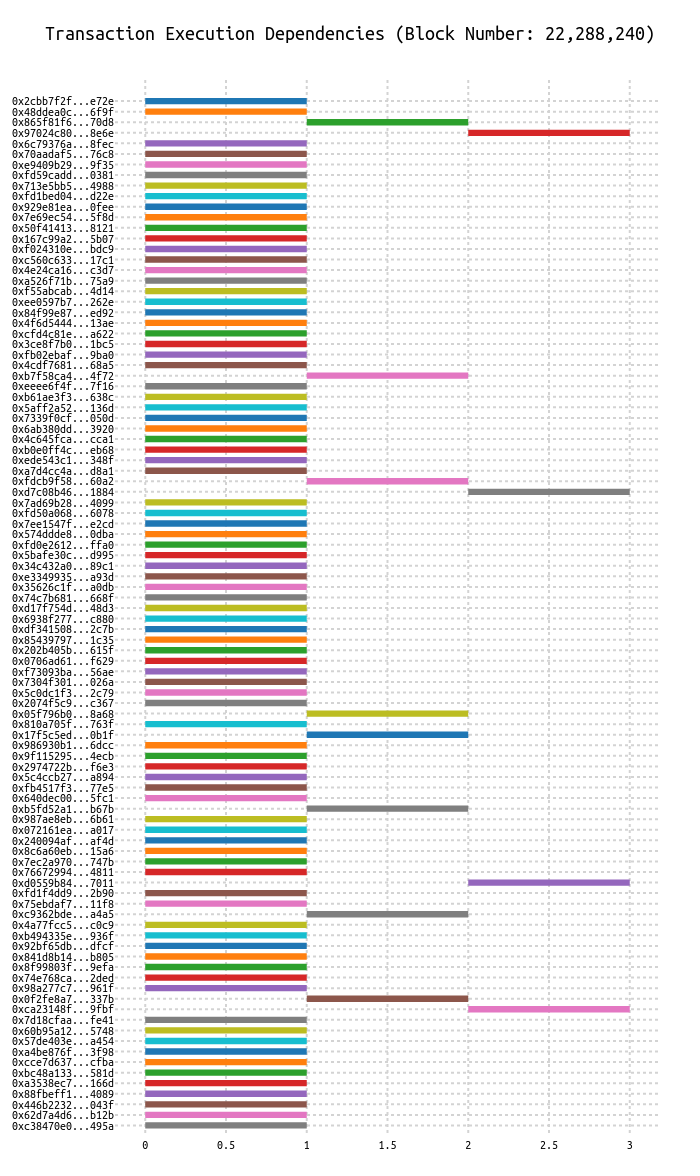 Transaction Execution Dependencies (Block Number: 22,288,240)
0x2cbb7f2f...e72e
0x48ddea0c...6f9f
0x865f81f6...70d8
0x97024c80...8e6e
0x6c79376a...8fec
0x70aadaf5...76c8
0xe9409b29...9f35
0xfd59cadd...0381
0x713e5bb5...4988
0xfd1bed04...d22e
0x929e81ea...0fee
0x7e69ec54...5f8d
0x50f41413...8121
0x167c99a2...5b07
0xf024310e...bdc9
0xc560c633...17c1
0x4e24ca16...c3d7
0xa526f71b...75a9
0xf55abcab...4d14
0xee0597b7...262e
0x84f99e87...ed92
0x4f6d5444...13ae
0xcfd4c81e...a622
0x3ce8f7b0...1bc5
0xfb02ebaf...9ba0
0x4cdf7681...68a5
0xb7f58ca4...4f72
0xeeee6f4f...7f16
0xb61ae3f3...638c
0x5aff2a52...136d
0x7339f0cf...050d
0x6ab380dd...3920
0x4c645fca...cca1
0xb0e0ff4c...eb68
0xede543c1...348f
0xa7d4cc4a...d8a1
0xfdcb9f58...60a2
0xd7c08b46...1884
0x7ad69b28...4099
0xfd50a068...6078
0x7ee1547f...e2cd
0x574ddde8...0dba
0xfd0e2612...ffa0
0x5bafe30c...d995
0x34c432a0...89c1
0xe3349935...a93d
0x35626c1f...a0db
0x74c7b681...668f
0xd17f754d...48d3
0x6938f277...c880
0xdf341508...2c7b
0x85439797...1c35
0x202b405b...615f
0x0706ad61...f629
0xf73093ba...56ae
0x7304f301...026a
0x5c0dc1f3...2c79
0x2074f5c9...c367
0x05f796b0...8a68
0x810a705f...763f
0x17f5c5ed...0b1f
0x986930b1...6dcc
0x9f115295...4ecb
0x2974722b...f6e3
0x5c4ccb27...a894
0xfb4517f3...77e5
0x640dec00...5fc1
0xb5fd52a1...b67b
0x987ae8eb...6b61
0x072161ea...a017
0x240094af...af4d
0x8c6a60eb...15a6
0x7ec2a970...747b
0x76672994...4811
0xd0559b84...7011
0xfd1f4dd9...2b90
0x75ebdaf7...11f8
0xc9362bde...a4a5
0x4a77fcc5...c0c9
0xb494335e...936f
0x92bf65db...dfcf
0x841d8b14...b805
0x8f99803f...9efa
0x74e768ca...2ded
0x98a277c7...961f
0x0f2fe8a7...337b
0xca23148f...9fbf
0x7d18cfaa...fe41
0x60b95a12...5748
0x57de403e...a454
0xa4be876f...3f98
0xcce7d637...cfba
0xbc48a133...581d
0xa3538ec7...166d
0x88fbeff1...4089
0x446b2232...043f
0x62d7a4d6...b12b
0xc38470e0...495a
0 0.5 1 1.5 2 2.5 3